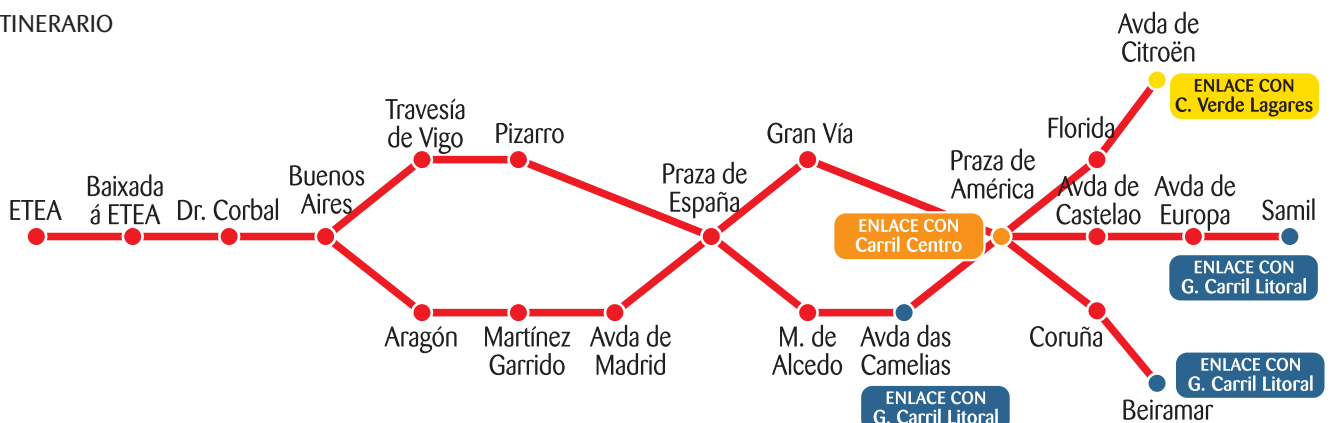 TINERARIO
ETEA
Baixada
á ETEA
Dr. Corbal
Buenos
Aires
Travesía
de Vigo
Pizarro
Aragón
Martínez
Garrido
Avda de
Madrid
Praza de
España
Gran Vía
M. de
Alcedo
Avda das
Camelias
ENLACE CON
G. Carril Litoral
Praza de
América
ENLACE CON
Carril Centro
Florida
Avda de
Citroën
ENLACE CON
C. Verde Lagares
Avda de
Castelao
Avda de
Europa
Samil
ENLACE CON
G. Carril Litoral
Coruña
Beiramar
ENLACE CON
G. Carril Litoral